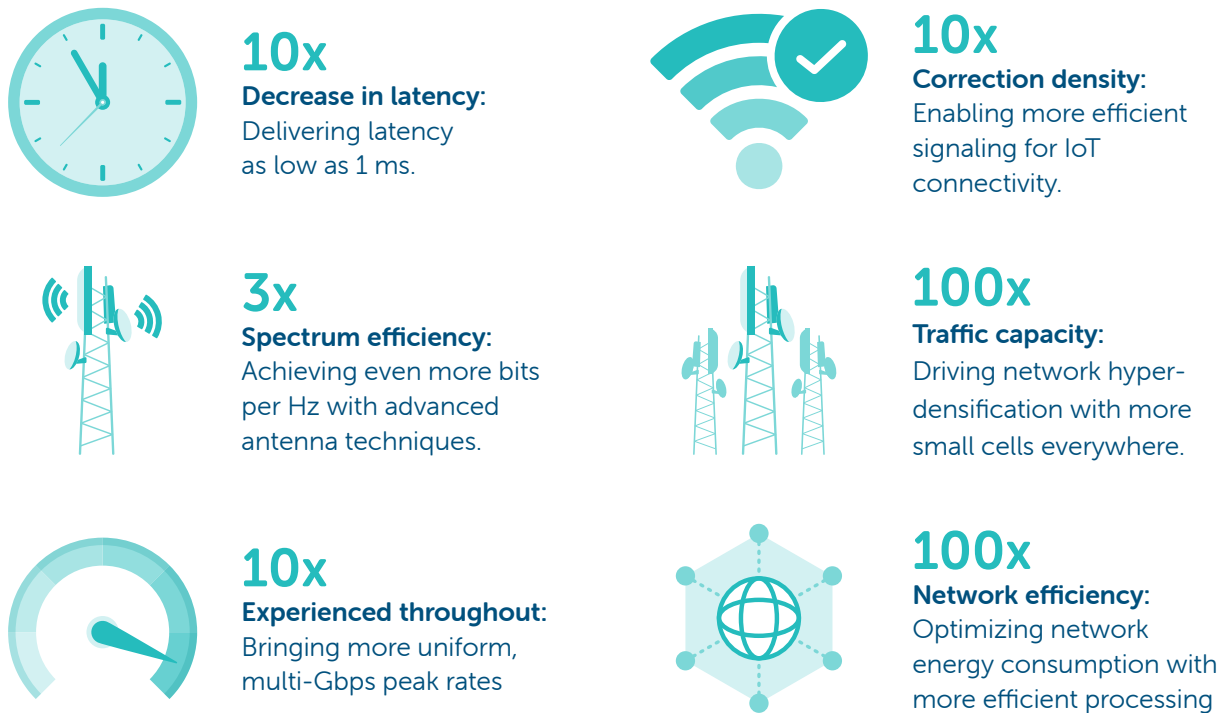 10x
Decrease in latency:
Delivering latency
as low as 1 ms.
10x
Correction density:
Enabling more efficient
signaling for IoT
connectivity.
3x
Spectrum efficiency:
Achieving even more bits
per Hz with advanced
antenna techniques.
100x
Traffic capacity:
Driving network hyper-
densification with more
small cells everywhere.
10x
Experienced throughout:
Bringing more uniform,
multi-Gbps peak rates
100x
Network efficiency:
Optimizing network
energy consumption with
more efficient processing